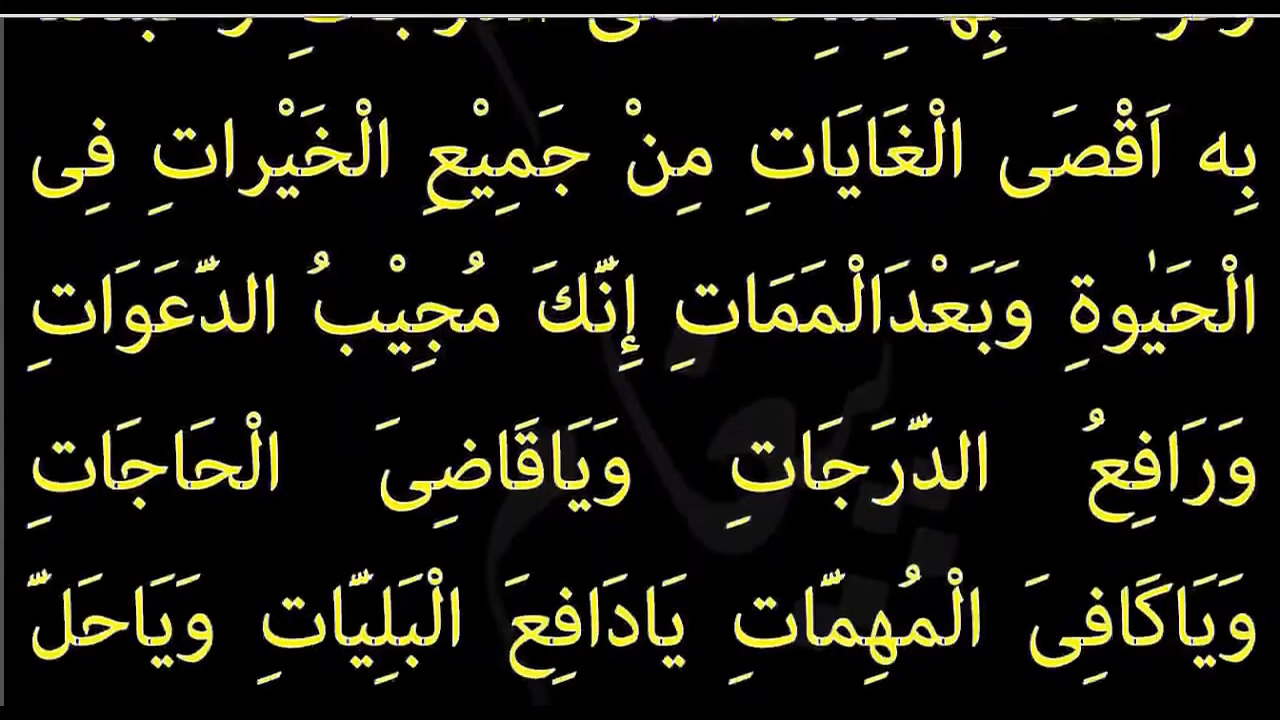 بِه اَقْصَى الْغَايَاتِ مِنْ جَمِيْعِ الْخَيْراتِ فِى
الْحَيٰوةِ وَبَعْدَالْمَمَاتِ إِنَّكَ مُجِيْبُ الدَّعَوَاتِ
وَرَافِعُ الدَّرَجَاتِ وَيَاقَاضِىَ الْحَاجَاتِ
وَيَاكَافِىَ الْمُهِمَّاتِ يَادَافِعَ الْبَلِيَّاتِ وَيَاحَلَّ